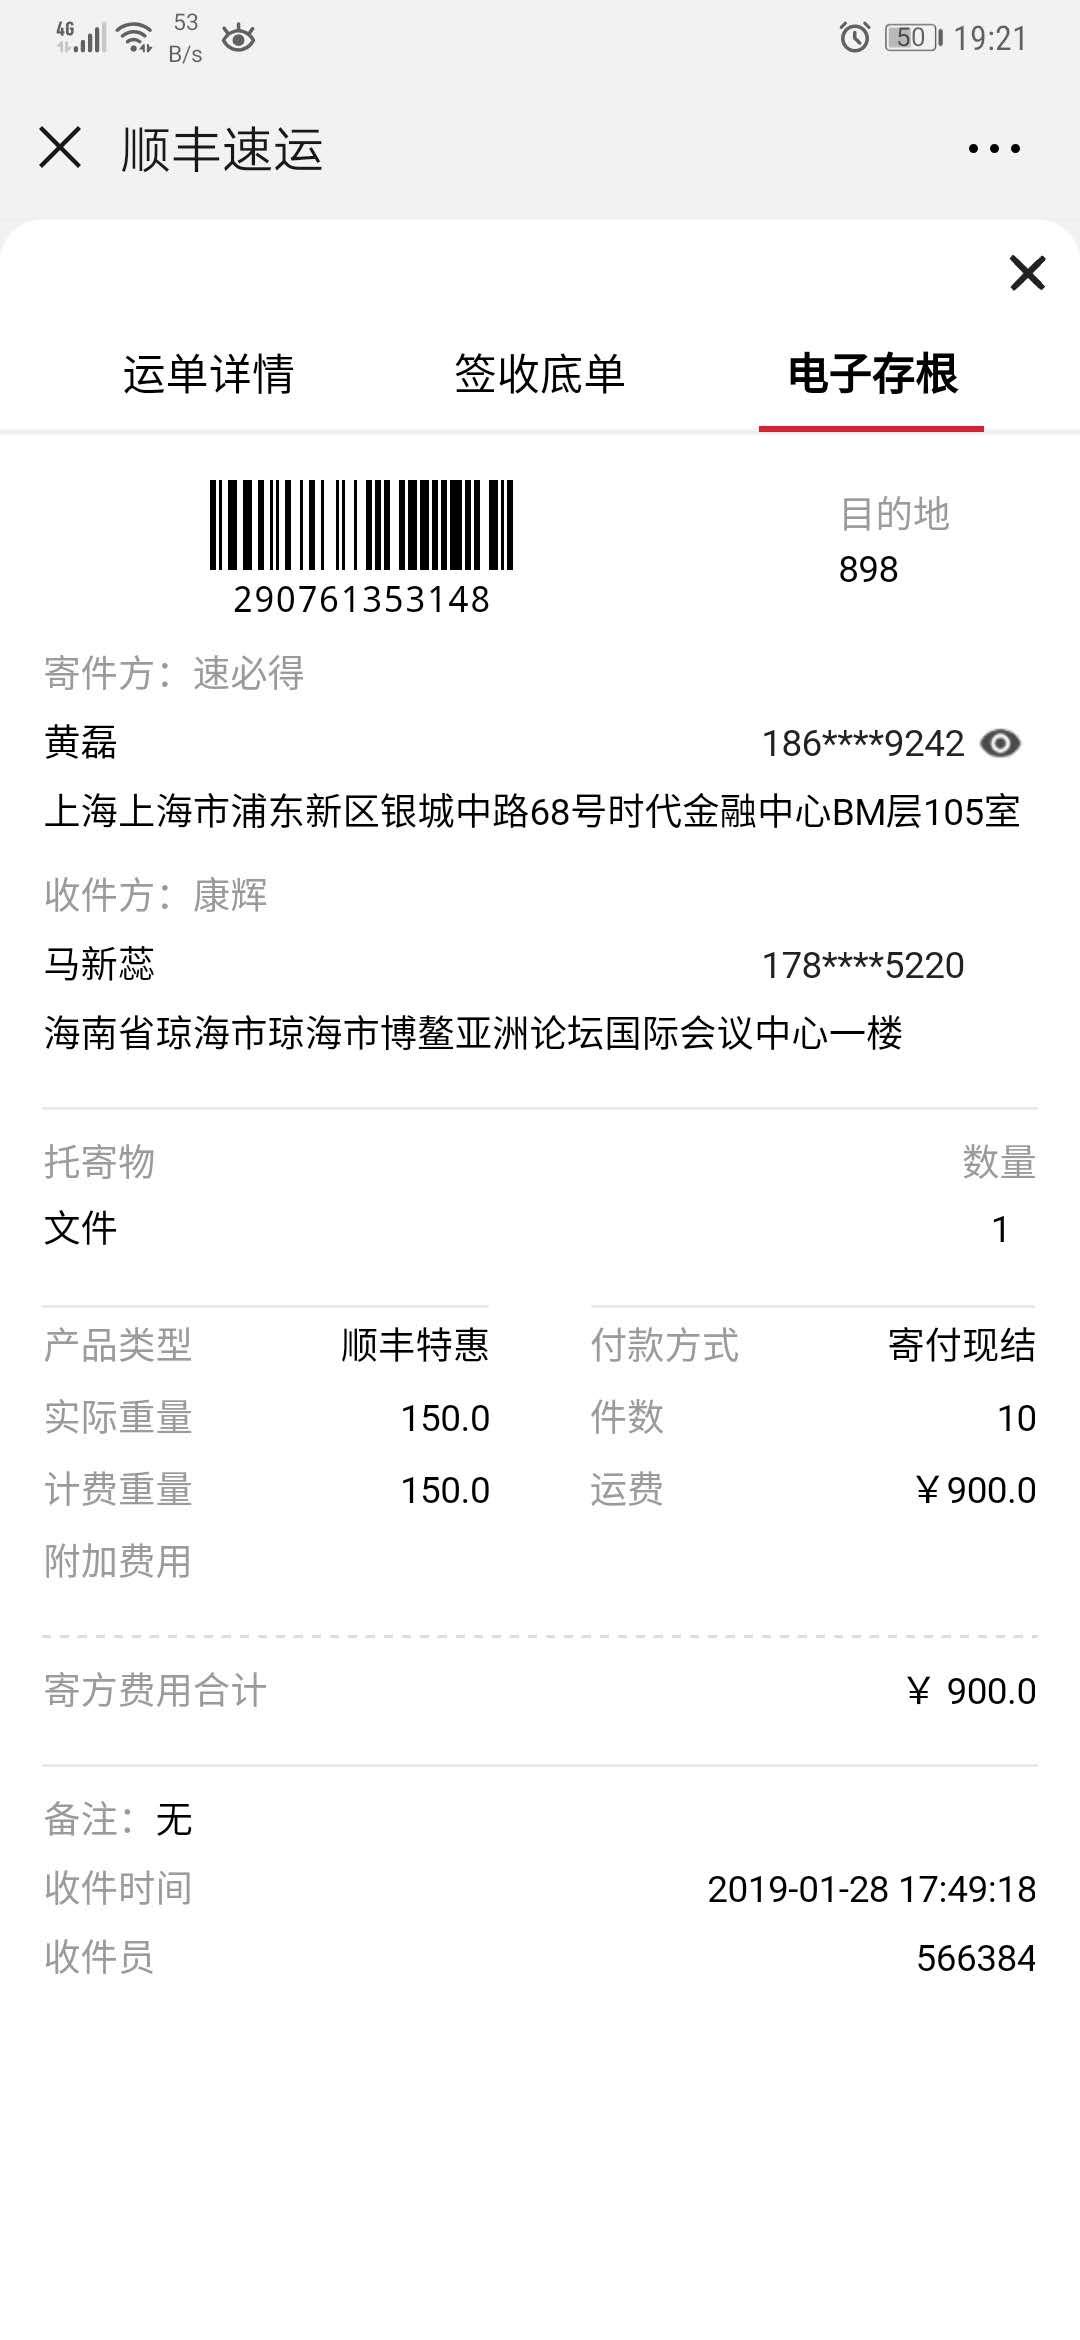 4G 53 B/s 50 19:21
顺丰速运
运单详情 签收底单 电子存根
290761353148
目的地
898
寄件方：速必得
黄磊 186****9242
上海上海市浦东新区银城中路68号时代金融中心BM层105室
收件方：康辉
马新蕊 178****5220
海南省琼海市琼海市博鳌亚洲论坛国际会议中心一楼
托寄物 数量
文件 1
产品类型 顺丰特惠 付款方式 寄付现结
实际重量 150.0 件数 10
计费重量 150.0 运费 ￥900.0
附加费用
寄方费用合计 ￥ 900.0
备注：无
收件时间 2019-01-28 17:49:18
收件员 566384